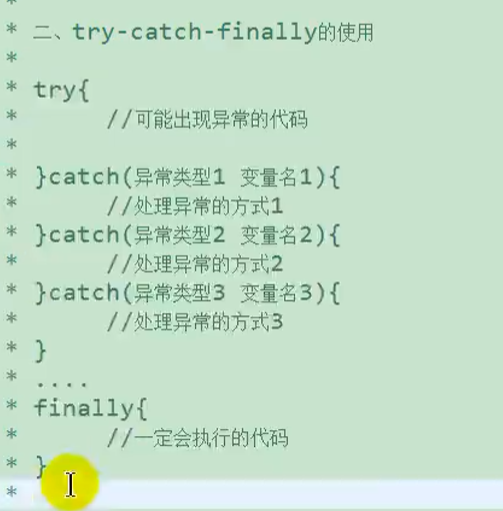 *
* 二、try-catch-finally的使用
*
* try{
* //可能出现异常的代码
*
* }catch(异常类型1 变量名1){
* //处理异常的方式1
* }catch(异常类型2 变量名2){
* //处理异常的方式2
* }catch(异常类型3 变量名3){
* //处理异常的方式3
* }
* ....
* finally{
* //一定会执行的代码
* }
*